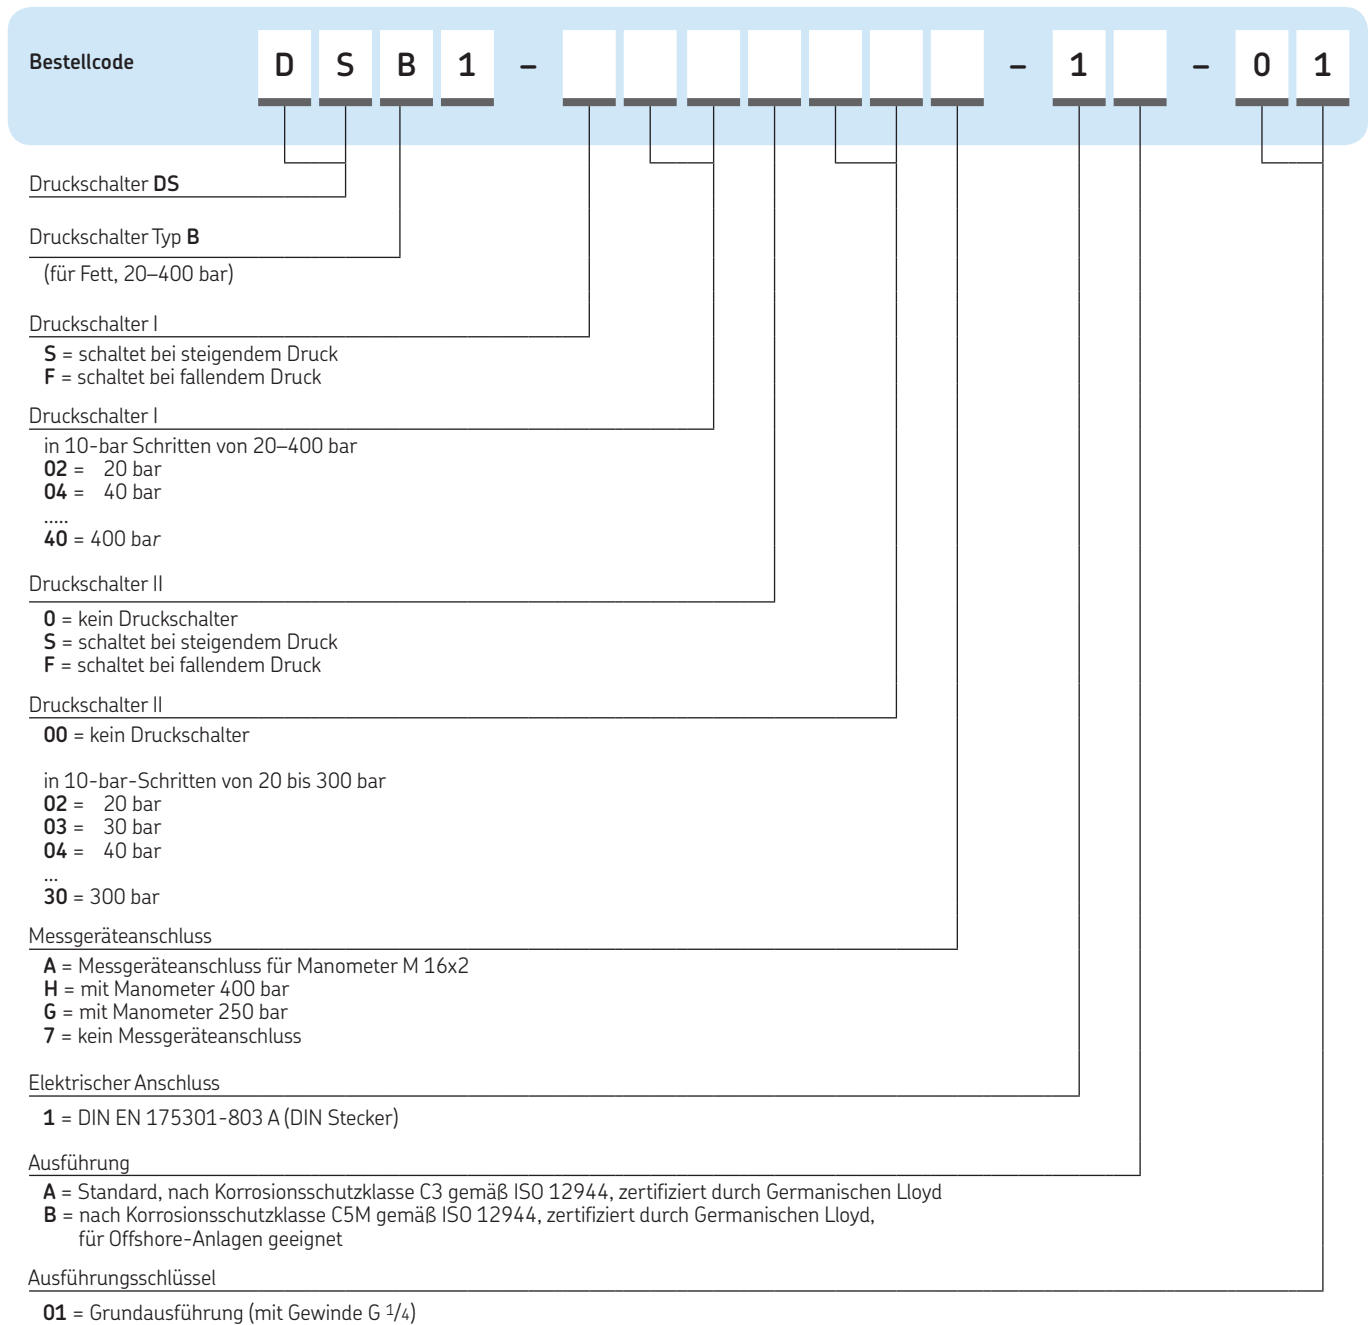 Bestellcode D S B 1 – – 1 – 0 1
Druckschalter DS
Druckschalter Typ B
(für Fett, 20–400 bar)
Druckschalter I
S = schaltet bei steigendem Druck
F = schaltet bei fallendem Druck
Druckschalter I
in 10-bar Schritten von 20–400 bar
02 = 20 bar
04 = 40 bar
.....
40 = 400 bar
Druckschalter II
0 = kein Druckschalter
S = schaltet bei steigendem Druck
F = schaltet bei fallendem Druck
Druckschalter II
00 = kein Druckschalter
in 10-bar-Schritten von 20 bis 300 bar
02 = 20 bar
03 = 30 bar
04 = 40 bar
...
30 = 300 bar
Messgeräteanschluss
A = Messgeräteanschluss für Manometer M 16x2
H = mit Manometer 400 bar
G = mit Manometer 250 bar
7 = kein Messgeräteanschluss
Elektrischer Anschluss
1 = DIN EN 175301-803 A (DIN Stecker)
Ausführung
A = Standard, nach Korrosionsschutzklasse C3 gemäß ISO 12944, zertifiziert durch Germanischen Lloyd
B = nach Korrosionsschutzklasse C5M gemäß ISO 12944, zertifiziert durch Germanischen Lloyd,
für Offshore-Anlagen geeignet
Ausführungsschlüssel
01 = Grundausführung (mit Gewinde G 1/4)